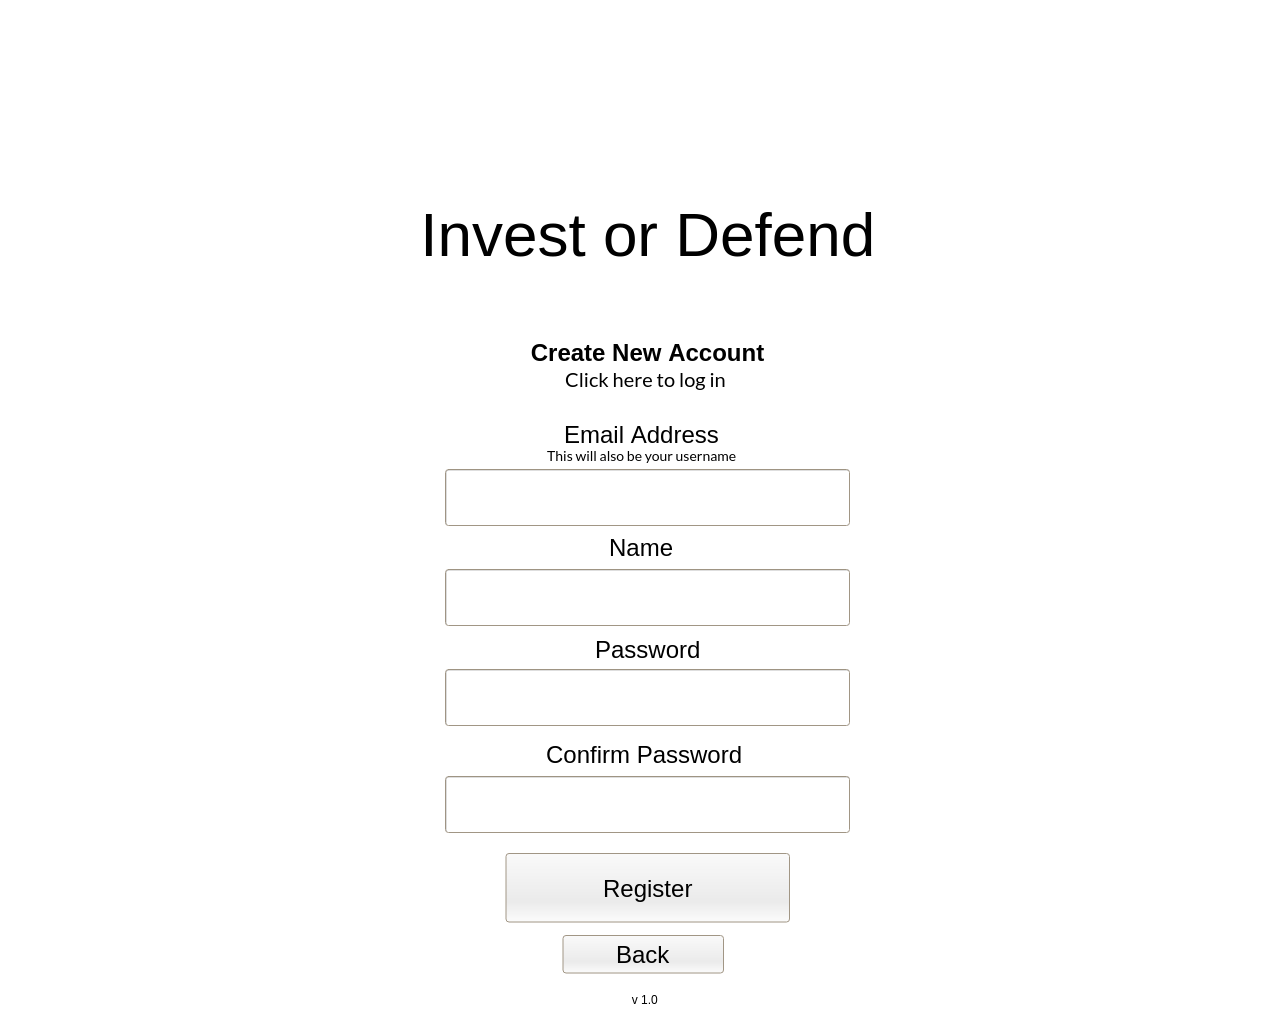 Invest or Defend
Create New Account
Click here to log in
Email Address
This will also be your username
Name
Password
Confirm Password
Register
Back
v 1.0